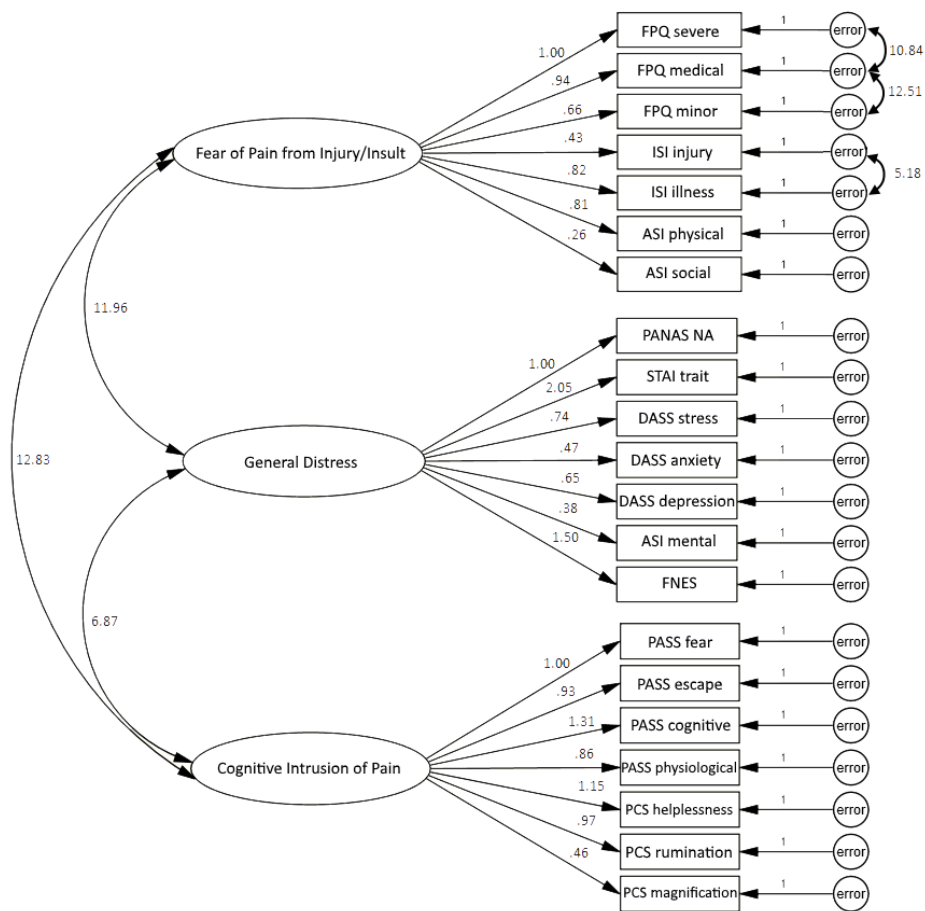 FPQ severe
1
error
10.84
1.00
FPQ medical
1
error
.94
12.51
FPQ minor
1
error
.66
Fear of Pain from Injury/Insult
.43
ISI injury
1
error
5.18
.82
ISI illness
1
error
.81
ASI physical
1
error
.26
ASI social
1
error
11.96
PANAS NA
1
error
1.00
STAI trait
1
error
2.05
.74
DASS stress
1
error
12.83
General Distress
.47
DASS anxiety
1
error
.65
DASS depression
1
error
.38
ASI mental
1
error
1.50
FNES
1
error
6.87
PASS fear
1
error
1.00
PASS escape
1
error
.93
1.31
PASS cognitive
1
error
Cognitive Intrusion of Pain
.86
PASS physiological
1
error
1.15
PCS helplessness
1
error
.97
PCS rumination
1
error
.46
PCS magnification
1
error